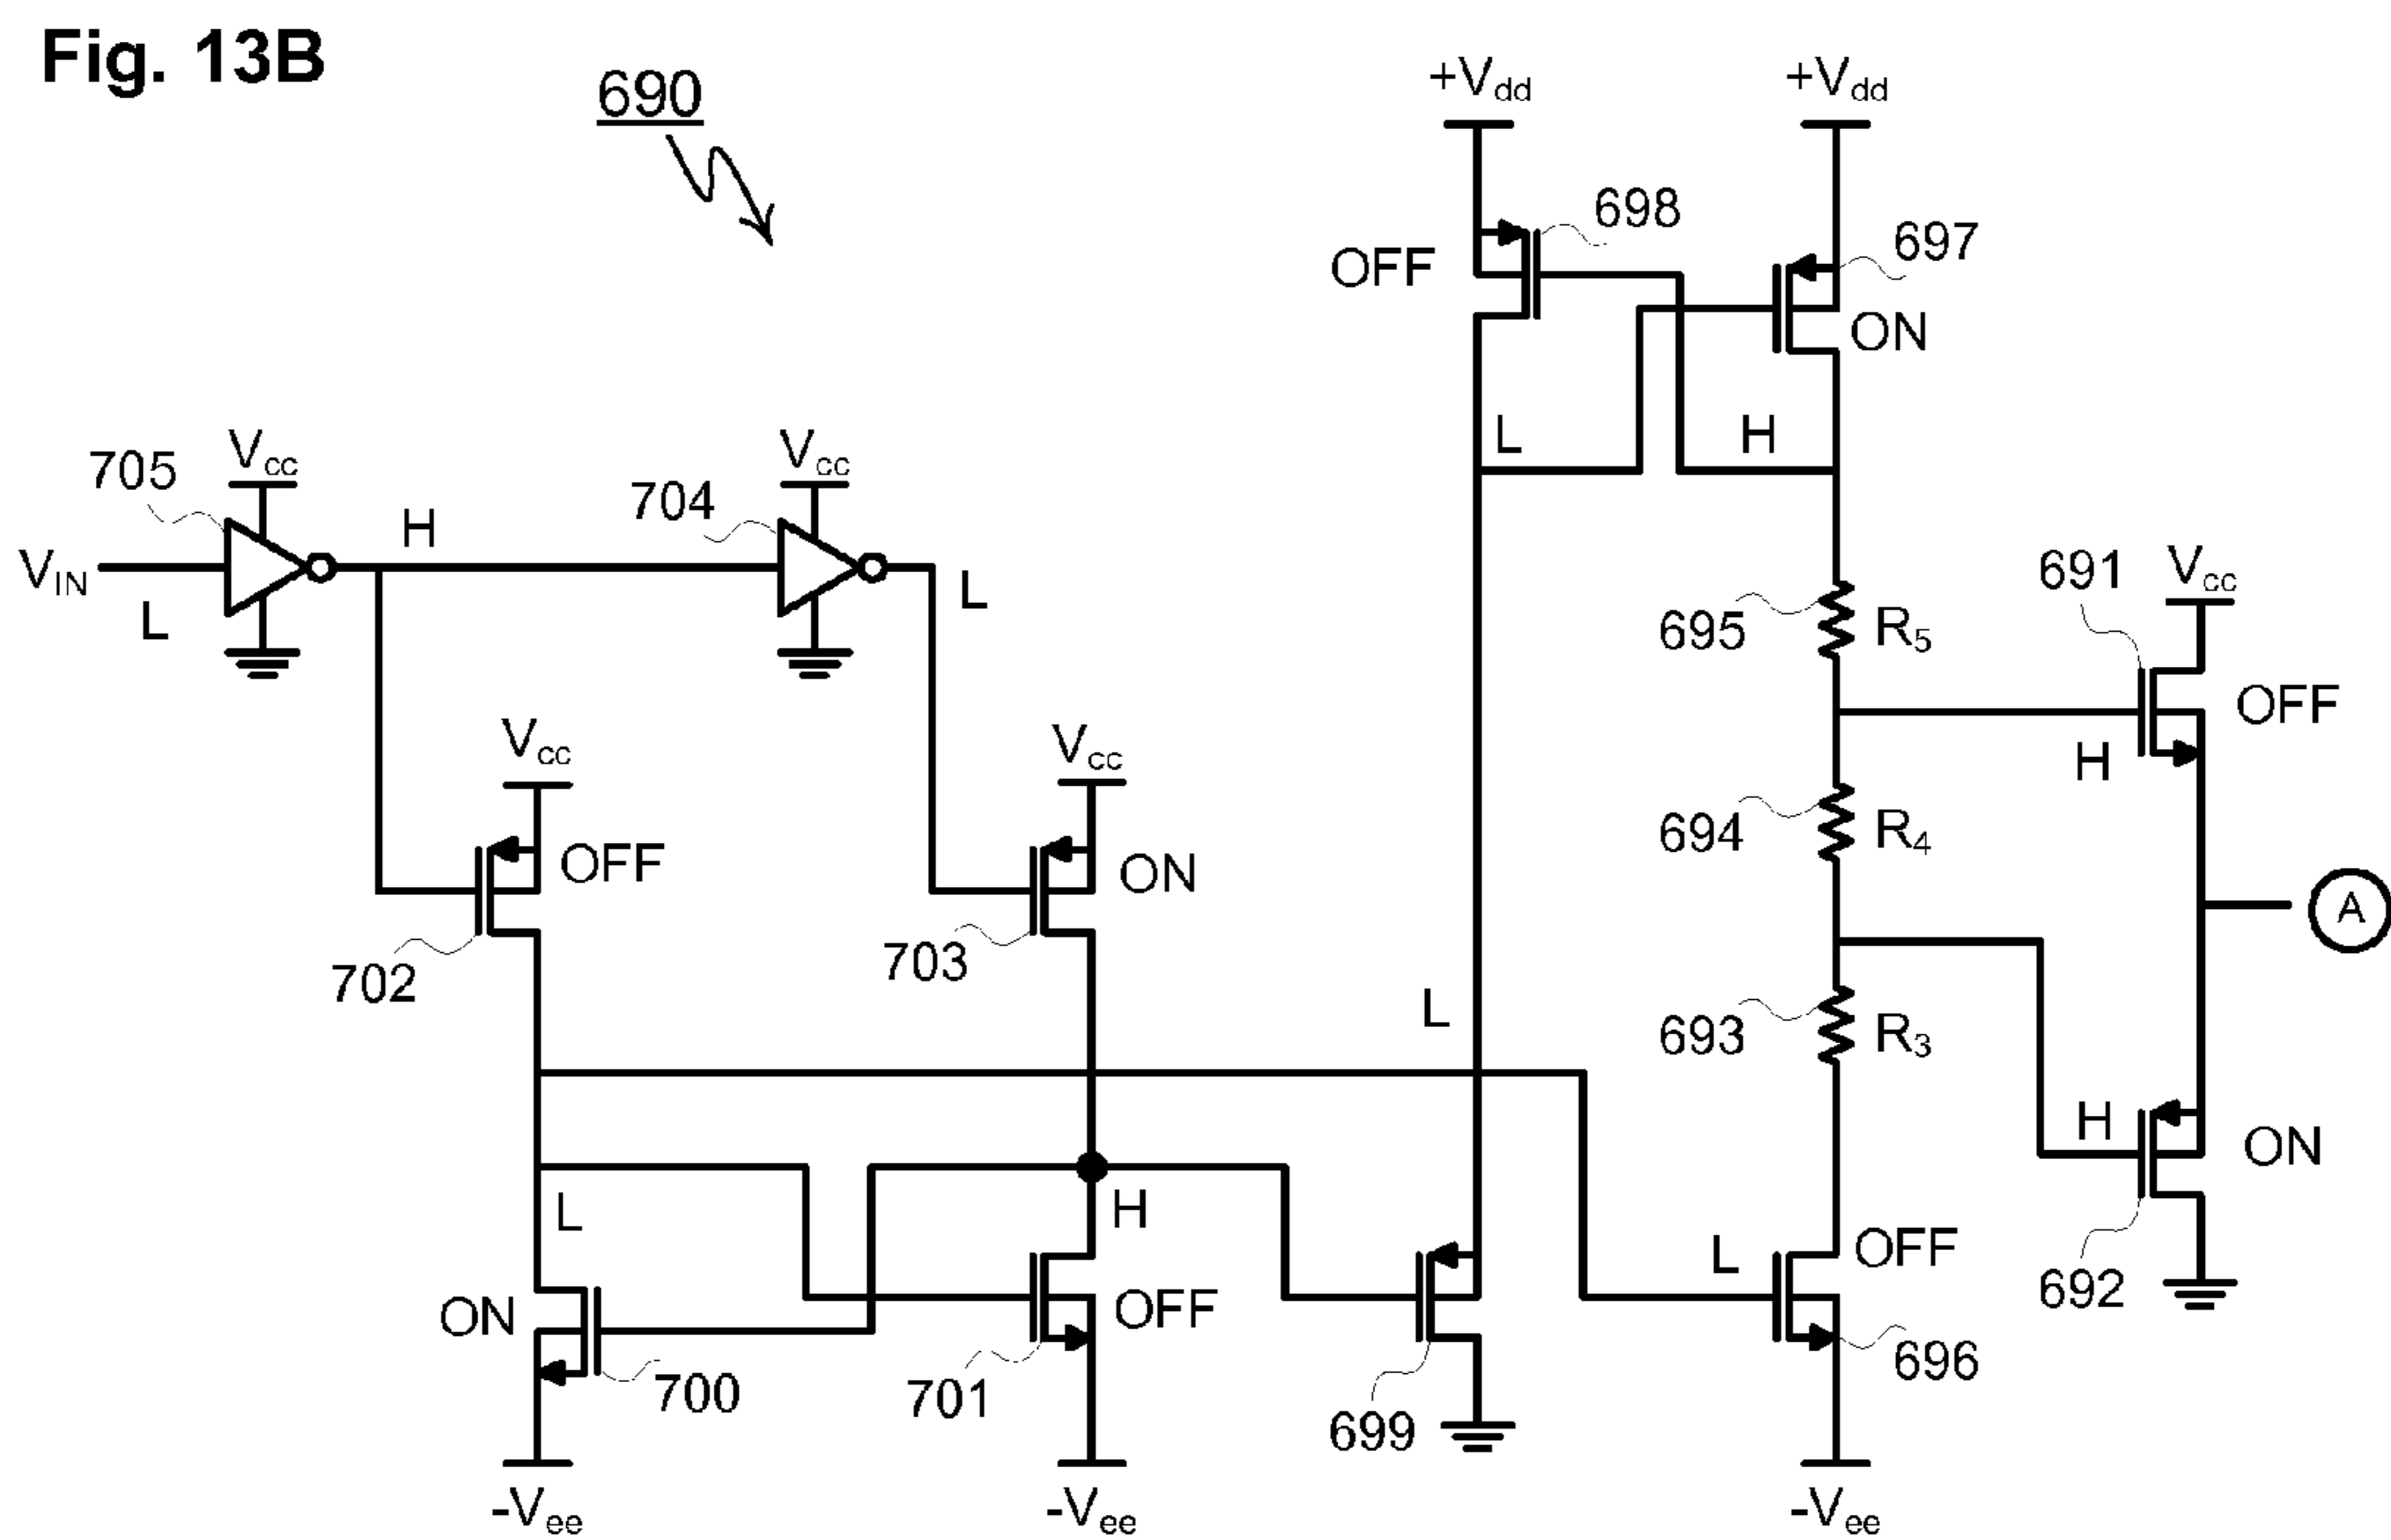 Fig. 13B
690
+Vdd
+Vdd
698
697
OFF
ON
L
H
705
Vcc
Vcc
704
H
VIN
L
L
691
Vcc
695
R5
OFF
H
Vcc
Vcc
OFF
ON
694
R4
A
702
703
L
693
R3
H
ON
L
H
L
OFF
692
ON
OFF
700
701
699
696
-Vee
-Vee
-Vee